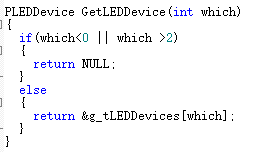 PLEDDevice GetLEDDevice(int which)
{
if(which<0 || which >2)
{
return NULL;
}
else
{
return &g_tLEDDevices[which];
}
}